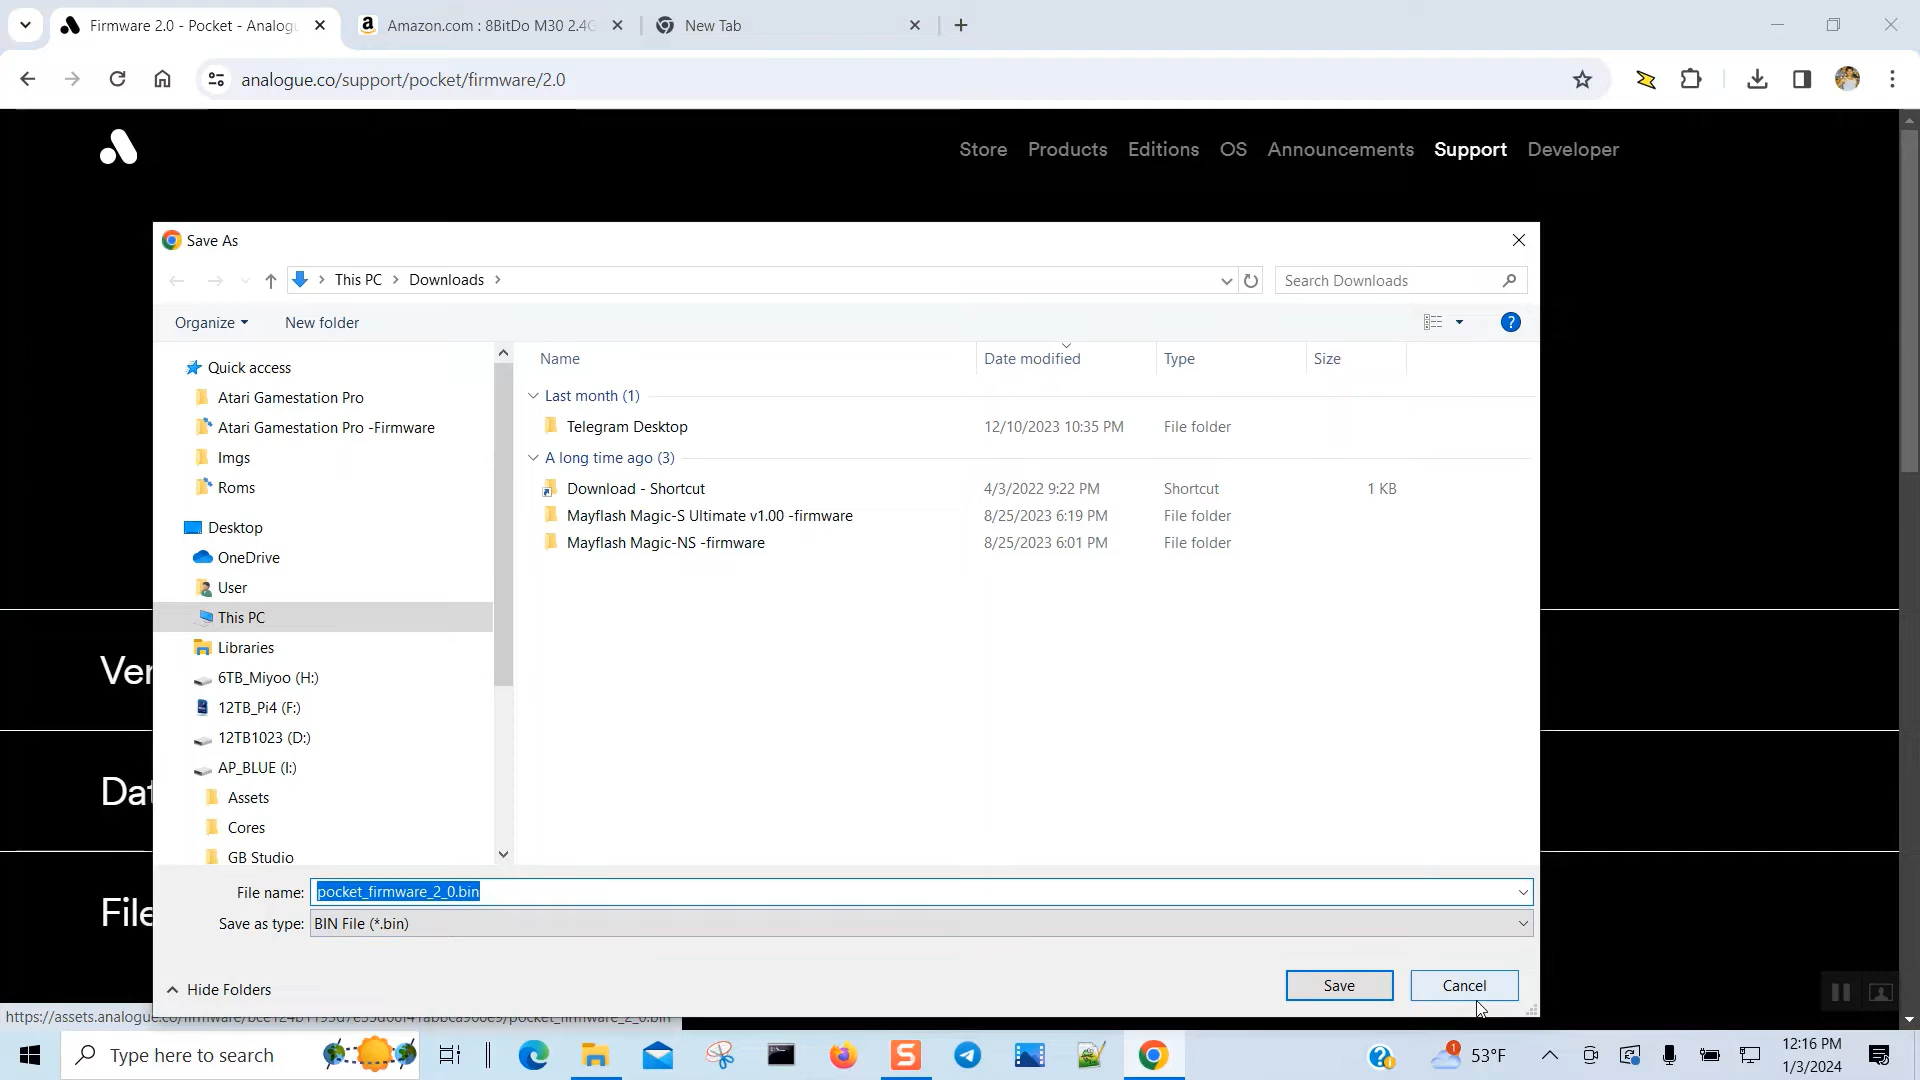 Firmware 2.0 - Pocket - Analogu
Amazon.com : 8BitDo M30 2.4G
New Tab
analogue.co/support/pocket/firmware/2.0
Store Products Editions OS Announcements Support Developer
Save As
This PC > Downloads >
Search Downloads
Organize
New folder
Name
Date modified
Type
Size
Quick access
Atari Gamestation Pro
Atari Gamestation Pro -Firmware
Imgs
Roms
Desktop
OneDrive
User
This PC
Libraries
6TB_Miyoo (H:)
12TB_Pi4 (F:)
12TB1023 (D:)
AP_BLUE (I:)
Assets
Cores
GB Studio
Last month (1)
Telegram Desktop 12/10/2023 10:35 PM File folder
A long time ago (3)
Download - Shortcut 4/3/2022 9:22 PM Shortcut 1 KB
Mayflash Magic-S Ultimate v1.00 -firmware 8/25/2023 6:19 PM File folder
Mayflash Magic-NS -firmware 8/25/2023 6:01 PM File folder
Ver
Dat
File
File name: pocket_firmware_2_0.bin
Save as type: BIN File (*.bin)
Hide Folders
Save
Cancel
Type here to search
1
53°F
12:16 PM
1/3/2024